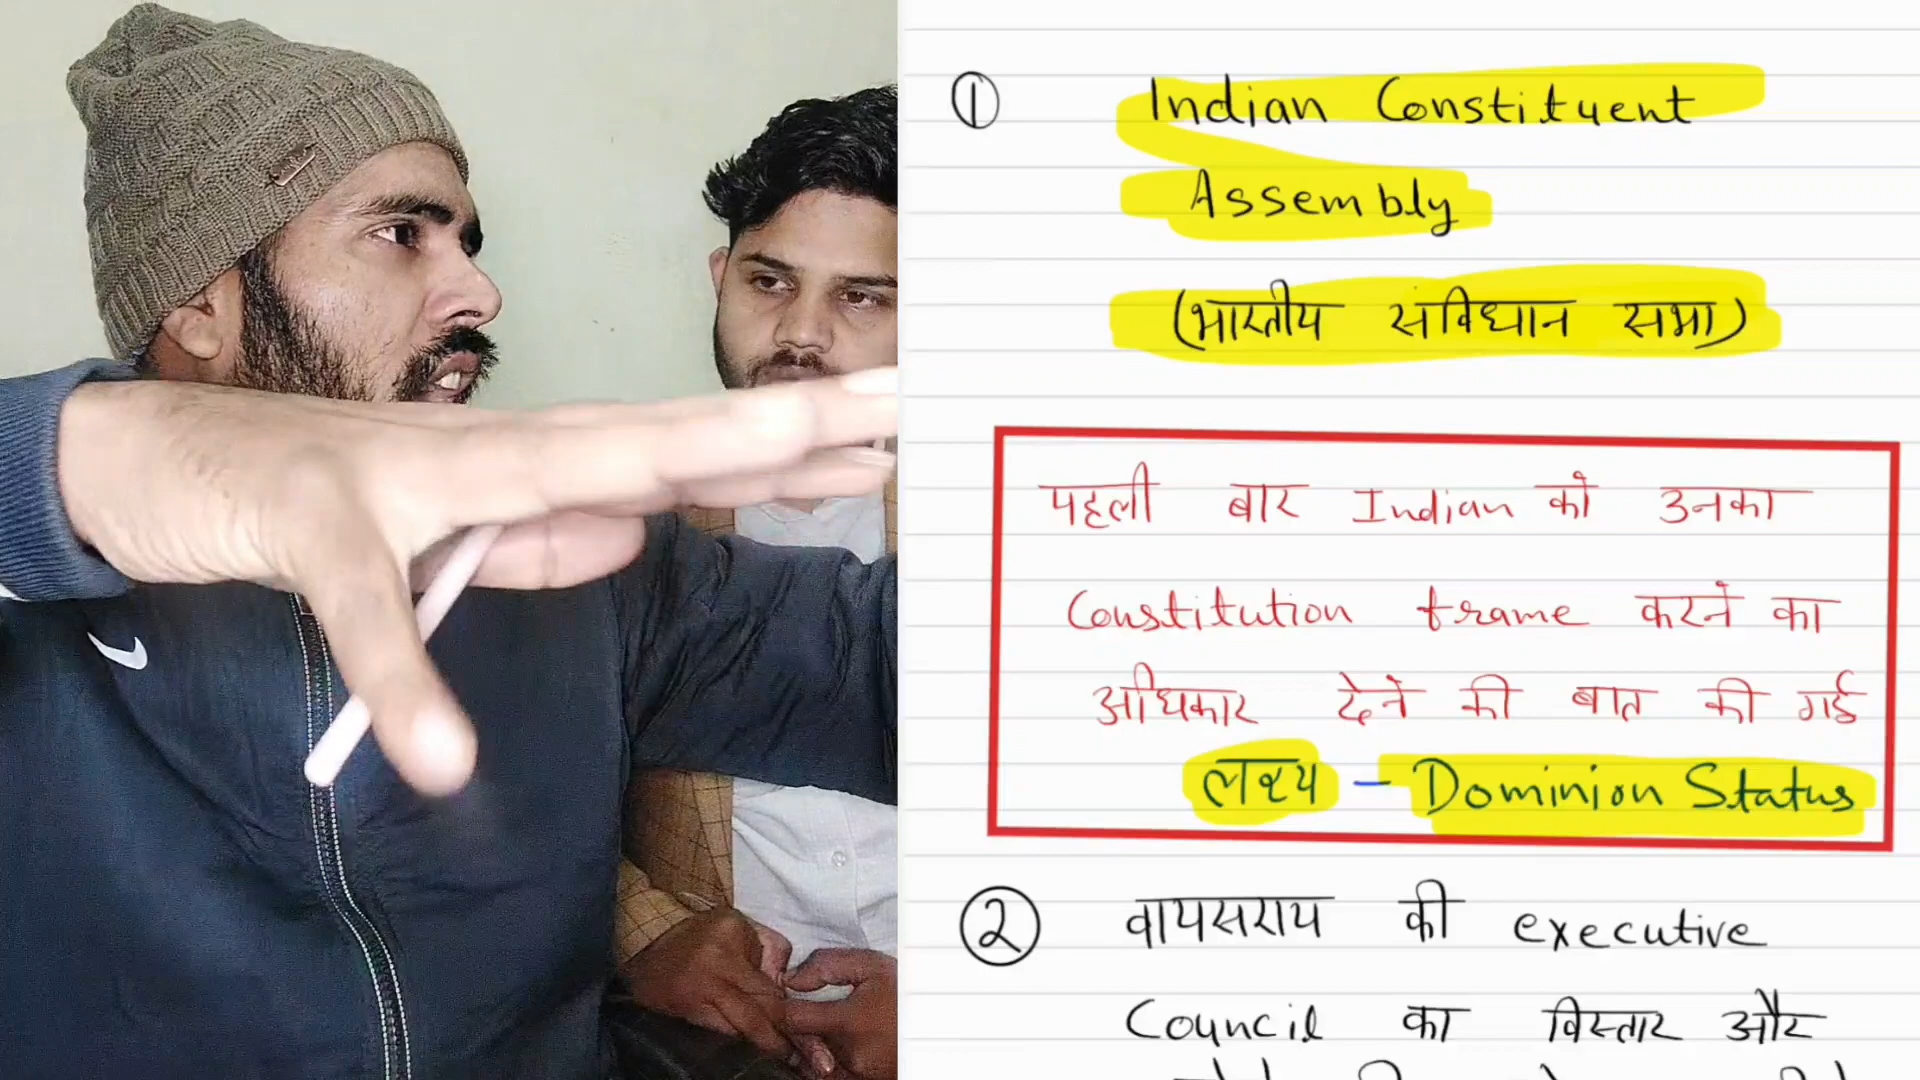 ① Indian Constituent
Assembly
(भारतीय संविधान सभा)
पहली बार Indian को उनका
Constitution frame करने का
अधिकार देने की बात की गई
लक्ष्य - Dominion Status
② वायसराय की executive
Council का विस्तार और